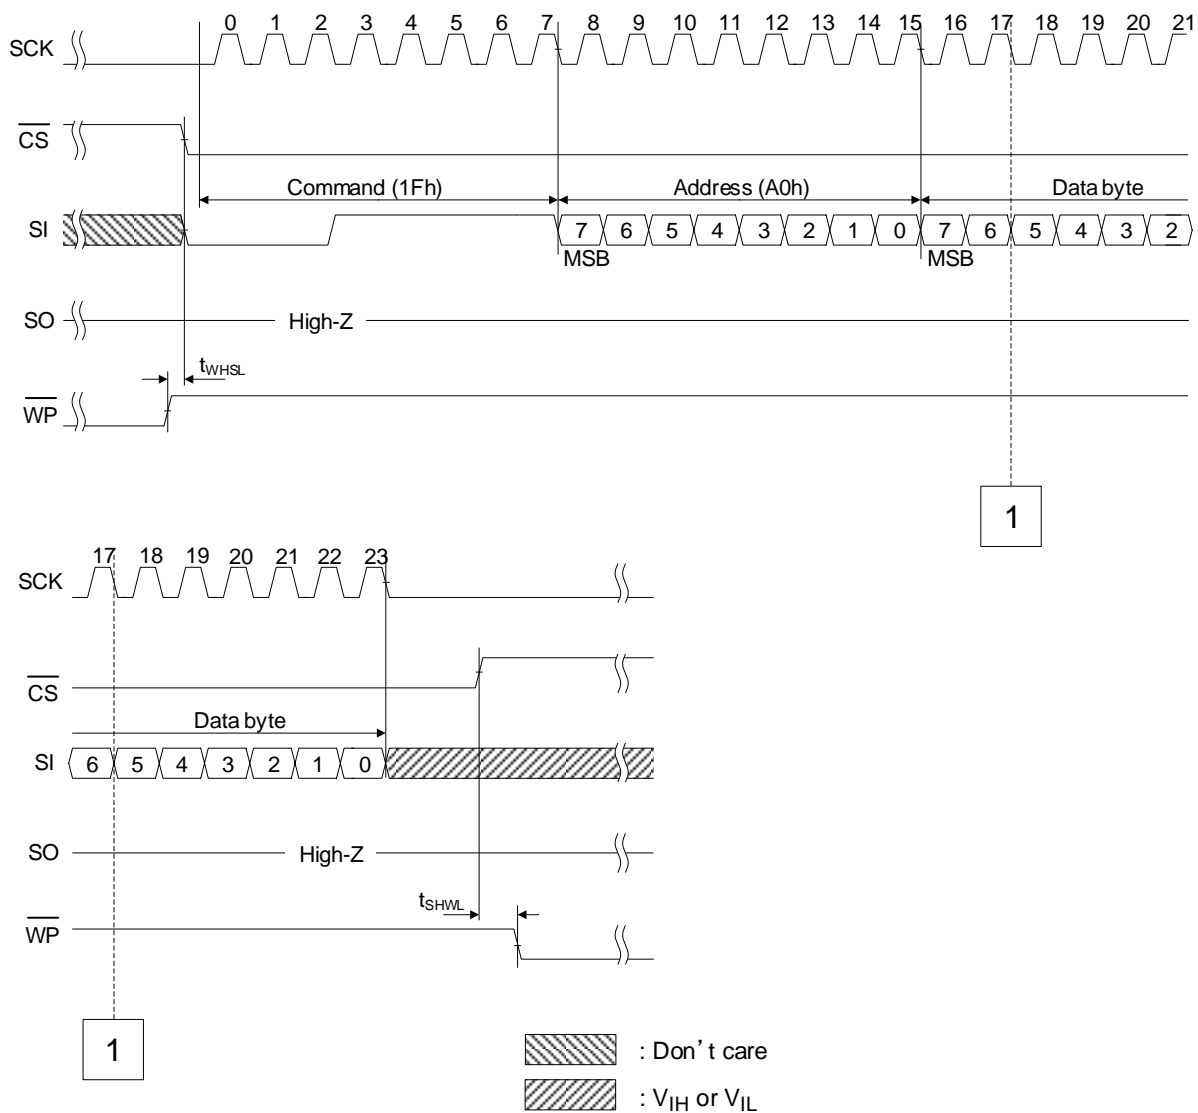 0 1 2 3 4 5 6 7 8 9 10 11 12 13 14 15 16 17 18 19 20 21
SCK
CS
Command (1Fh) Address (A0h) Data byte
SI 7 6 5 4 3 2 1 0 7 6 5 4 3 2
MSB MSB
SO High-Z
tWHSL
WP
1
17 18 19 20 21 22 23
SCK
CS
Data byte
SI 6 5 4 3 2 1 0
SO High-Z
tSHWL
WP
1
: Don't care
: VIH or VIL